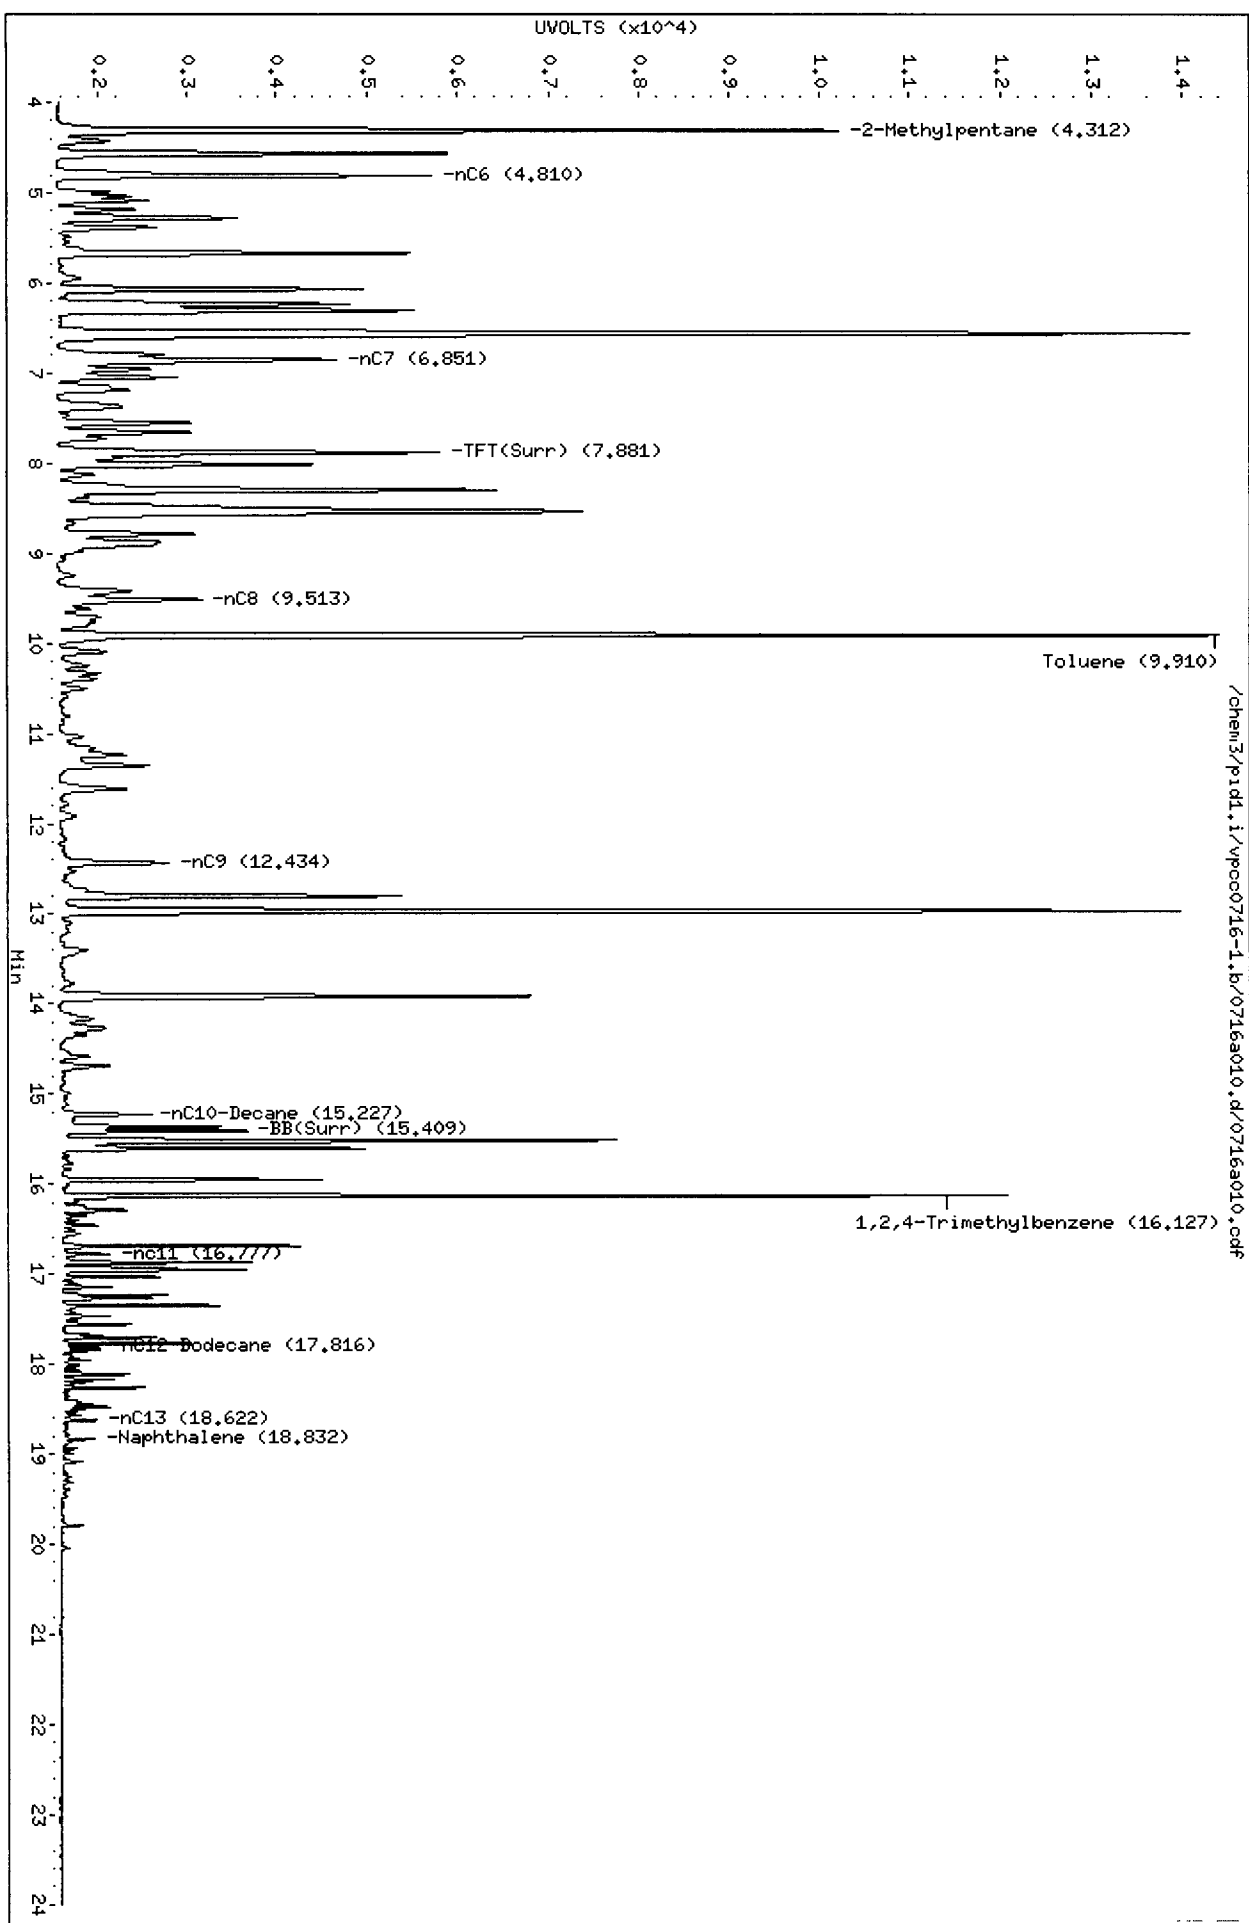 UVOLTS (x10^4)
0.2
0.3
0.4
0.5
0.6
0.7
0.8
0.9
1.0
1.1
1.2
1.3
1.4
/chem3/pid1.i/vpcc0716-1.b/0716a010.d/0716a010.cdf
4
-2-Methylpentane (4.312)
-nC6 (4.810)
5
6
-nC7 (6.851)
7
-TFT(Surr) (7.881)
8
9
-nC8 (9.513)
10
Toluene (9.910)
11
12
-nC9 (12.434)
13
Min
14
15
-nC10-Decane (15.227)
-BB(Surr) (15.409)
16
1,2,4-Trimethylbenzene (16.127)
-nc11 (16.777)
17
-nC12-Dodecane (17.816)
18
-nC13 (18.622)
-Naphthalene (18.832)
19
20
21
22
23
24